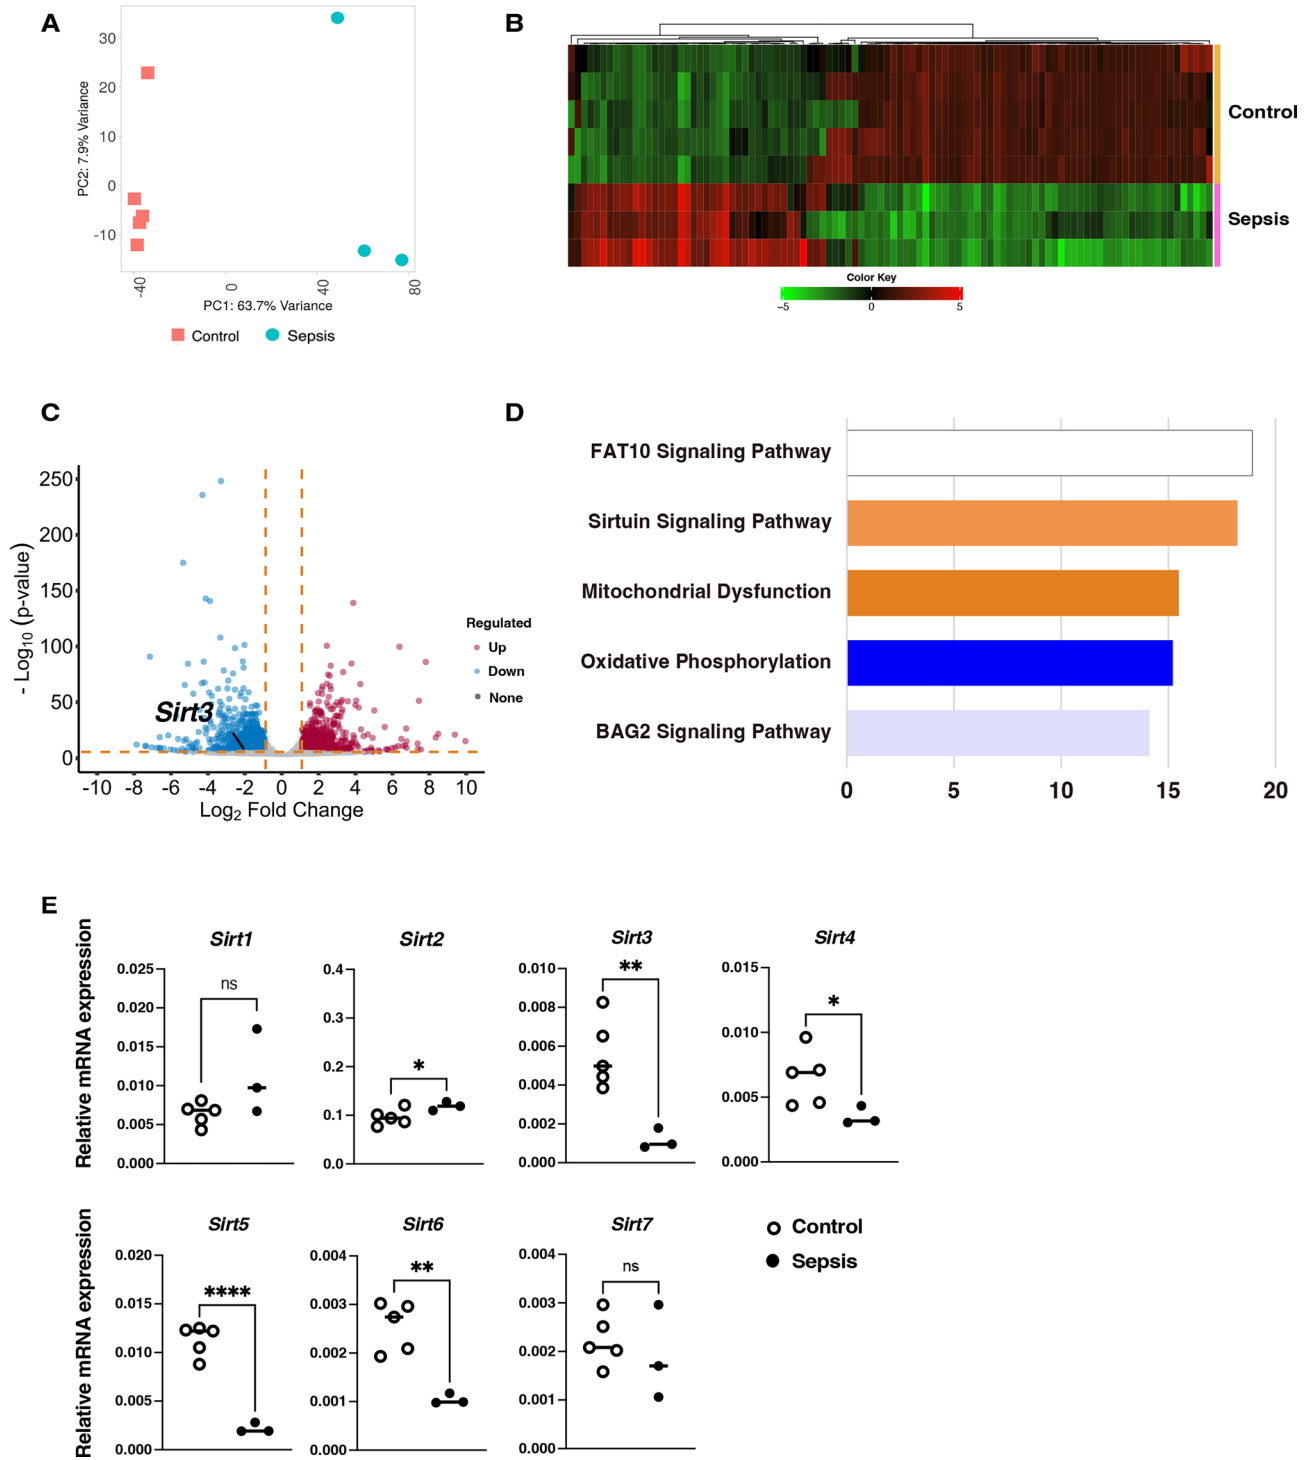 A
PC2: 7.9% Variance
30
20
10
0
-10
-40
0
40
80
PC1: 63.7% Variance
Control
Sepsis
B
Control
Sepsis
Color Key
-5
0
5
C
- Log10 (p-value)
250
200
150
100
50
0
Sirt3
-10 -8 -6 -4 -2 0 2 4 6 8 10
Log2 Fold Change
Regulated
Up
Down
None
D
FAT10 Signaling Pathway
Sirtuin Signaling Pathway
Mitochondrial Dysfunction
Oxidative Phosphorylation
BAG2 Signaling Pathway
0 5 10 15 20
E
Relative mRNA expression
Sirt1
0.025
0.020
0.015
0.010
0.005
0.000
ns
Sirt2
0.4
0.3
0.2
0.1
0.0
*
Sirt3
0.010
0.008
0.006
0.004
0.002
0.000
**
Sirt4
0.015
0.010
0.005
0.000
*
Relative mRNA expression
Sirt5
0.020
0.015
0.010
0.005
0.000
****
Sirt6
0.004
0.003
0.002
0.001
0.000
**
Sirt7
0.004
0.003
0.002
0.001
0.000
ns
Control
Sepsis